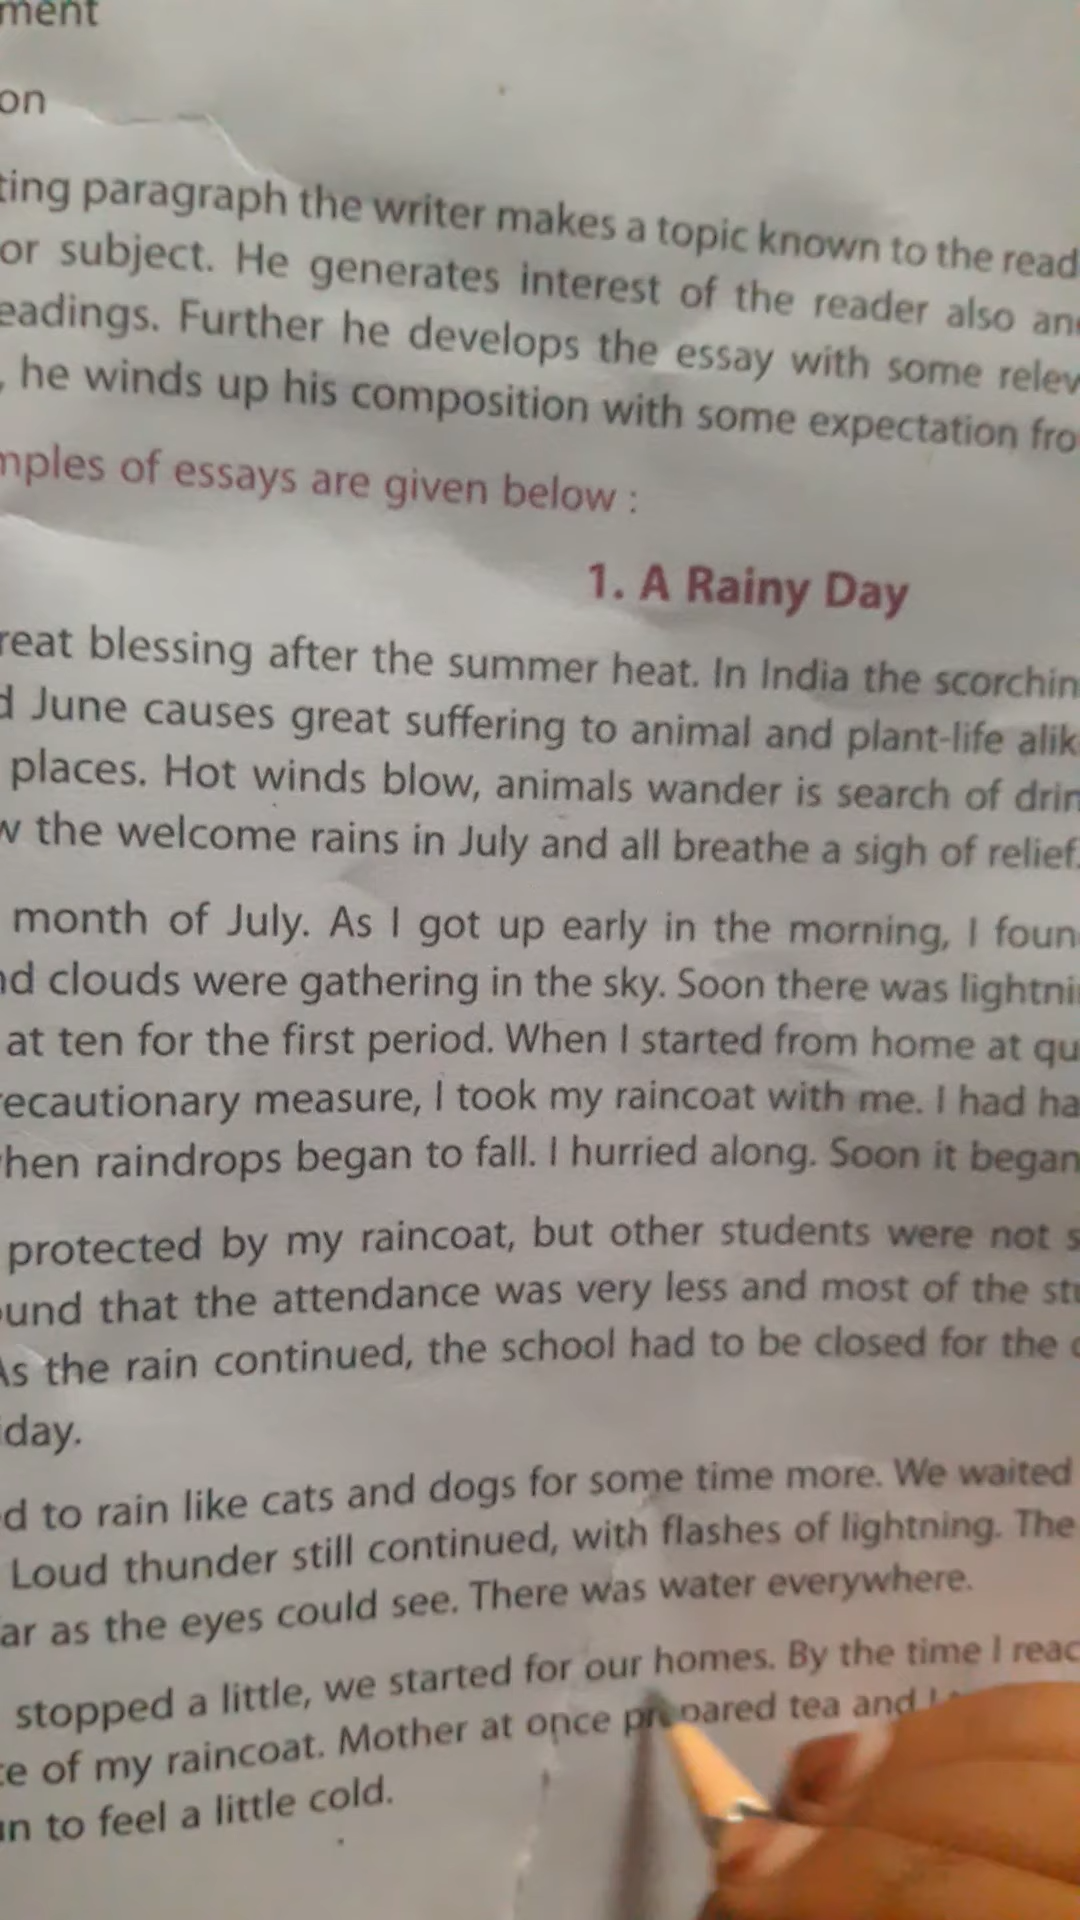 ment
on
ting paragraph the writer makes a topic known to the read
or subject. He generates interest of the reader also an
eadings. Further he develops the essay with some relev
, he winds up his composition with some expectation fro
mples of essays are given below :
1. A Rainy Day
reat blessing after the summer heat. In India the scorchin
d June causes great suffering to animal and plant-life alik
places. Hot winds blow, animals wander is search of drin
w the welcome rains in July and all breathe a sigh of relief.
month of July. As I got up early in the morning, I foun
nd clouds were gathering in the sky. Soon there was lightni
at ten for the first period. When I started from home at qu
recautionary measure, I took my raincoat with me. I had ha
hen raindrops began to fall. I hurried along. Soon it began
protected by my raincoat, but other students were not s
ound that the attendance was very less and most of the stu
As the rain continued, the school had to be closed for the
iday.
d to rain like cats and dogs for some time more. We waited
Loud thunder still continued, with flashes of lightning. The
ar as the eyes could see. There was water everywhere.
stopped a little, we started for our homes. By the time I reac
te of my raincoat. Mother at once prepared tea and I
un to feel a little cold.